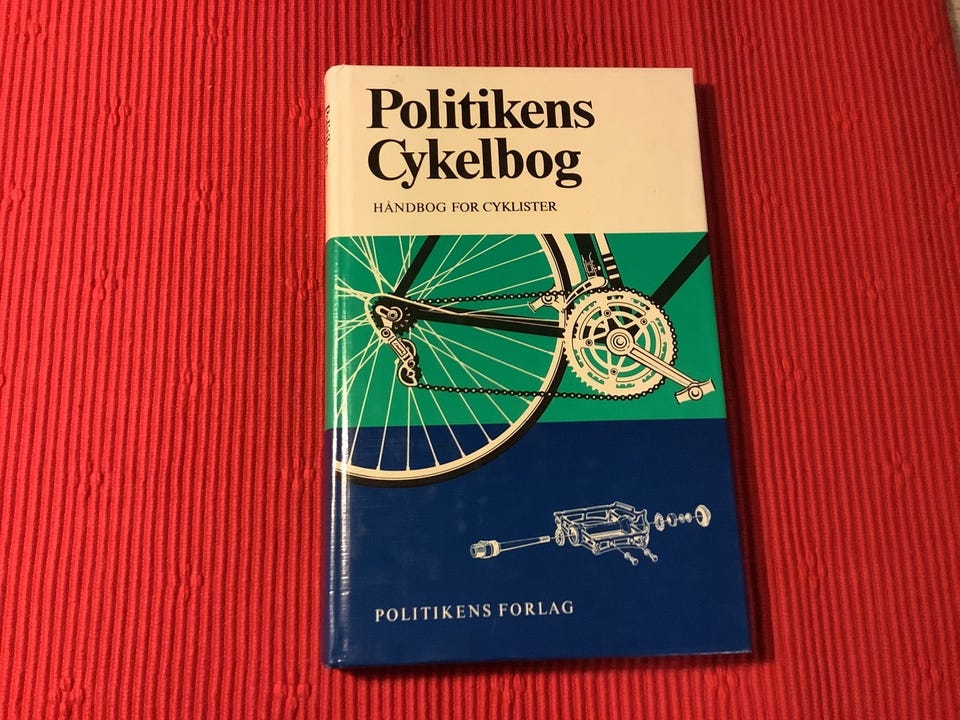 Politikens
Cykelbog
HÅNDBOG FOR CYKLISTER
POLITIKENS FORLAG